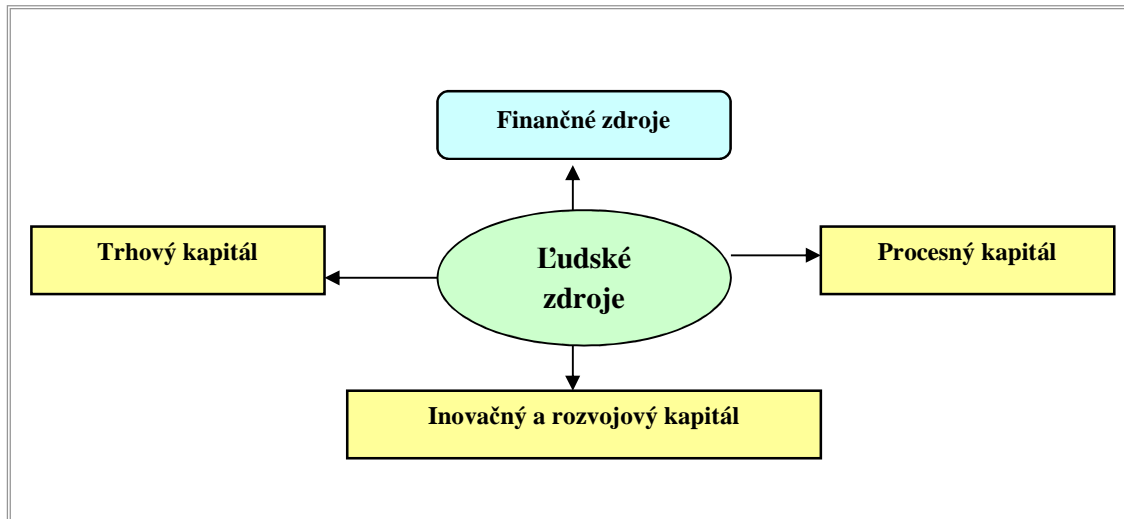 Finančné zdroje
Trhový kapitál
Ľudské
zdroje
Procesný kapitál
Inovačný a rozvojový kapitál